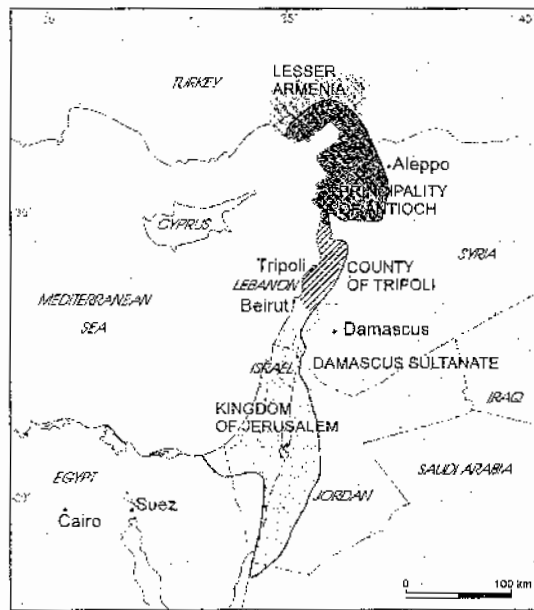 35°
40
TURKEY
LESSER
ARMENIA
Aleppo
PRINCIPALITY
OF ANTIOCH
CYPRUS
SYRIA
Tripoli
COUNTY
OF TRIPOLI
LEBANON
MEDITERRANEAN
SEA
Beirut
Damascus
DAMASCUS SULTANATE
ISRAEL
IRAQ
KINGDOM
OF JERUSALEM
SAUDI ARABIA
EGYPT
JORDAN
Suez
Cairo
0 100 km